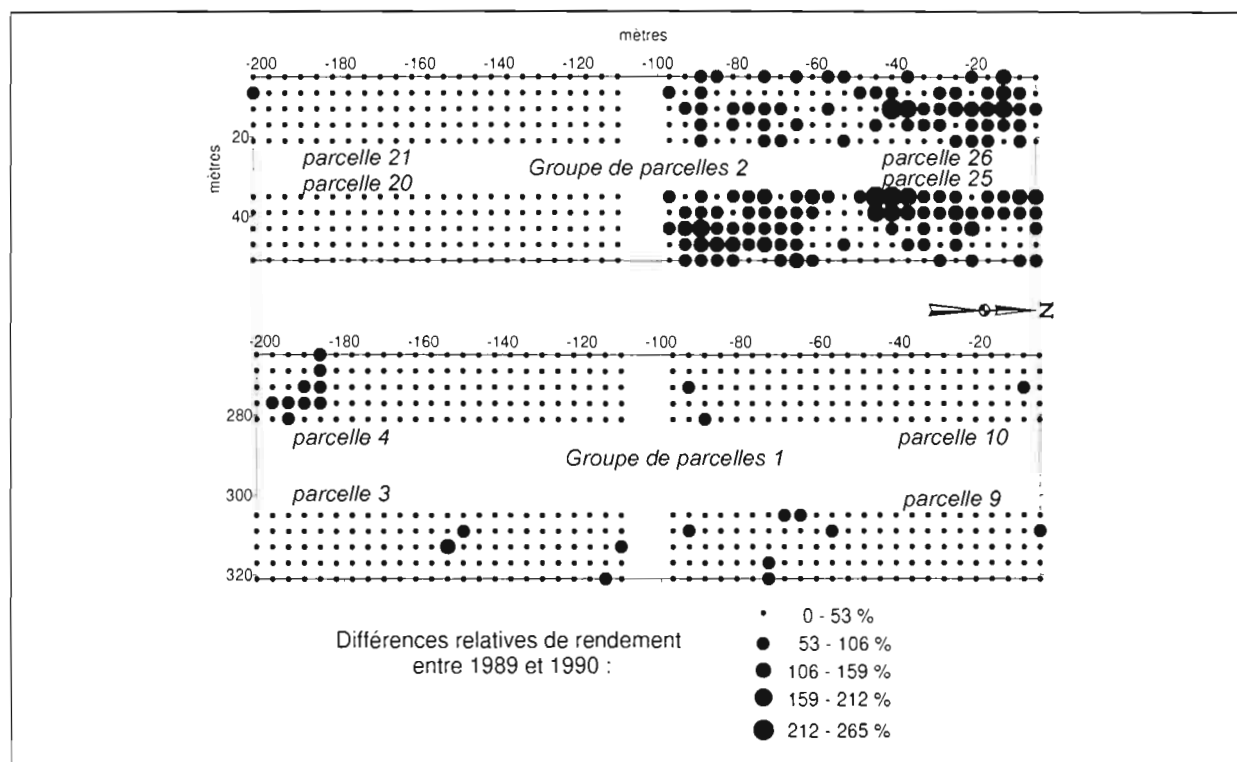 mètres
-200 -180 -160 -140 -120 -100 -80 -60 -40 -20
mètres
20
parcelle 21
parcelle 26
Groupe de parcelles 2
parcelle 20
parcelle 25
40
N
-200 -180 -160 -140 -120 -100 -80 -60 -40 -20
280
parcelle 4
parcelle 10
Groupe de parcelles 1
300
parcelle 3
parcelle 9
320
Différences relatives de rendement
entre 1989 et 1990 :
0 - 53 %
53 - 106 %
106 - 159 %
159 - 212 %
212 - 265 %